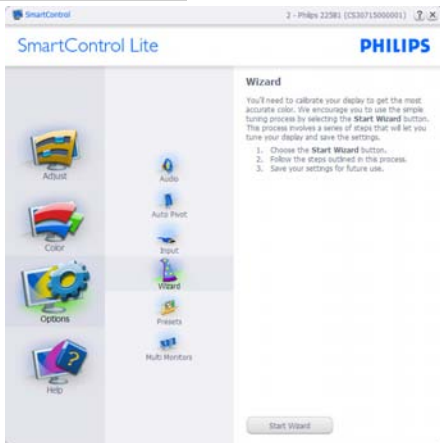 SmartControl
2 - Philips 225B1 (CS30715000001)
SmartControl Lite
PHILIPS
Adjust
Color
Options
Help
Audio
Auto Pivot
Input
Wizard
Presets
Multi Monitors
Wizard
You'll need to calibrate your display to get the most
accurate color. We encourage you to use the simple
tuning process by selecting the Start Wizard button.
This process involves a series of steps that will let you
tune your display and save the settings.
1. Choose the Start Wizard button.
2. Follow the steps outlined in this process.
3. Save your settings for future use.
Start Wizard